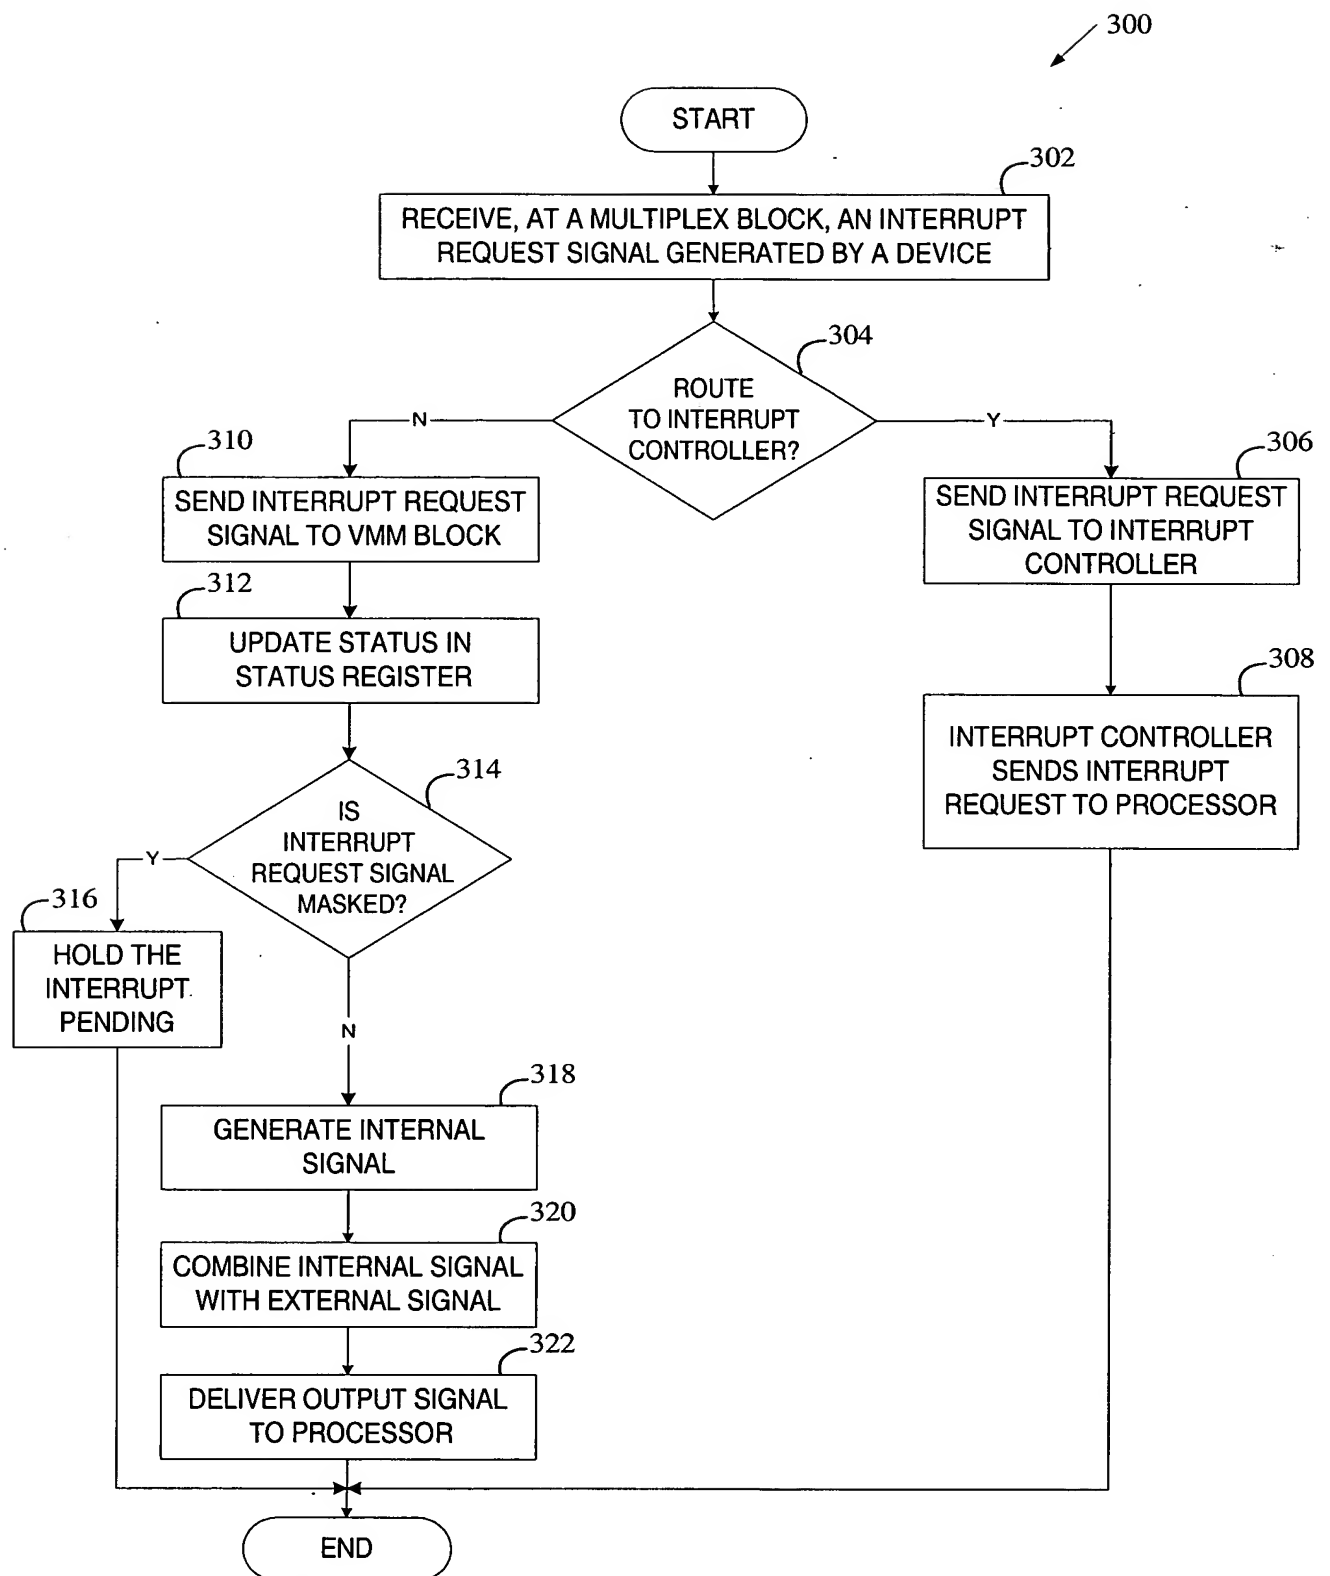 300
START
302
RECEIVE, AT A MULTIPLEX BLOCK, AN INTERRUPT
REQUEST SIGNAL GENERATED BY A DEVICE
304
ROUTE
TO INTERRUPT
CONTROLLER?
N
Y
310
SEND INTERRUPT REQUEST
SIGNAL TO VMM BLOCK
306
SEND INTERRUPT REQUEST
SIGNAL TO INTERRUPT
CONTROLLER
312
UPDATE STATUS IN
STATUS REGISTER
308
INTERRUPT CONTROLLER
SENDS INTERRUPT
REQUEST TO PROCESSOR
314
IS
INTERRUPT
REQUEST SIGNAL
MASKED?
Y
316
HOLD THE
INTERRUPT
PENDING
N
318
GENERATE INTERNAL
SIGNAL
320
COMBINE INTERNAL SIGNAL
WITH EXTERNAL SIGNAL
322
DELIVER OUTPUT SIGNAL
TO PROCESSOR
END